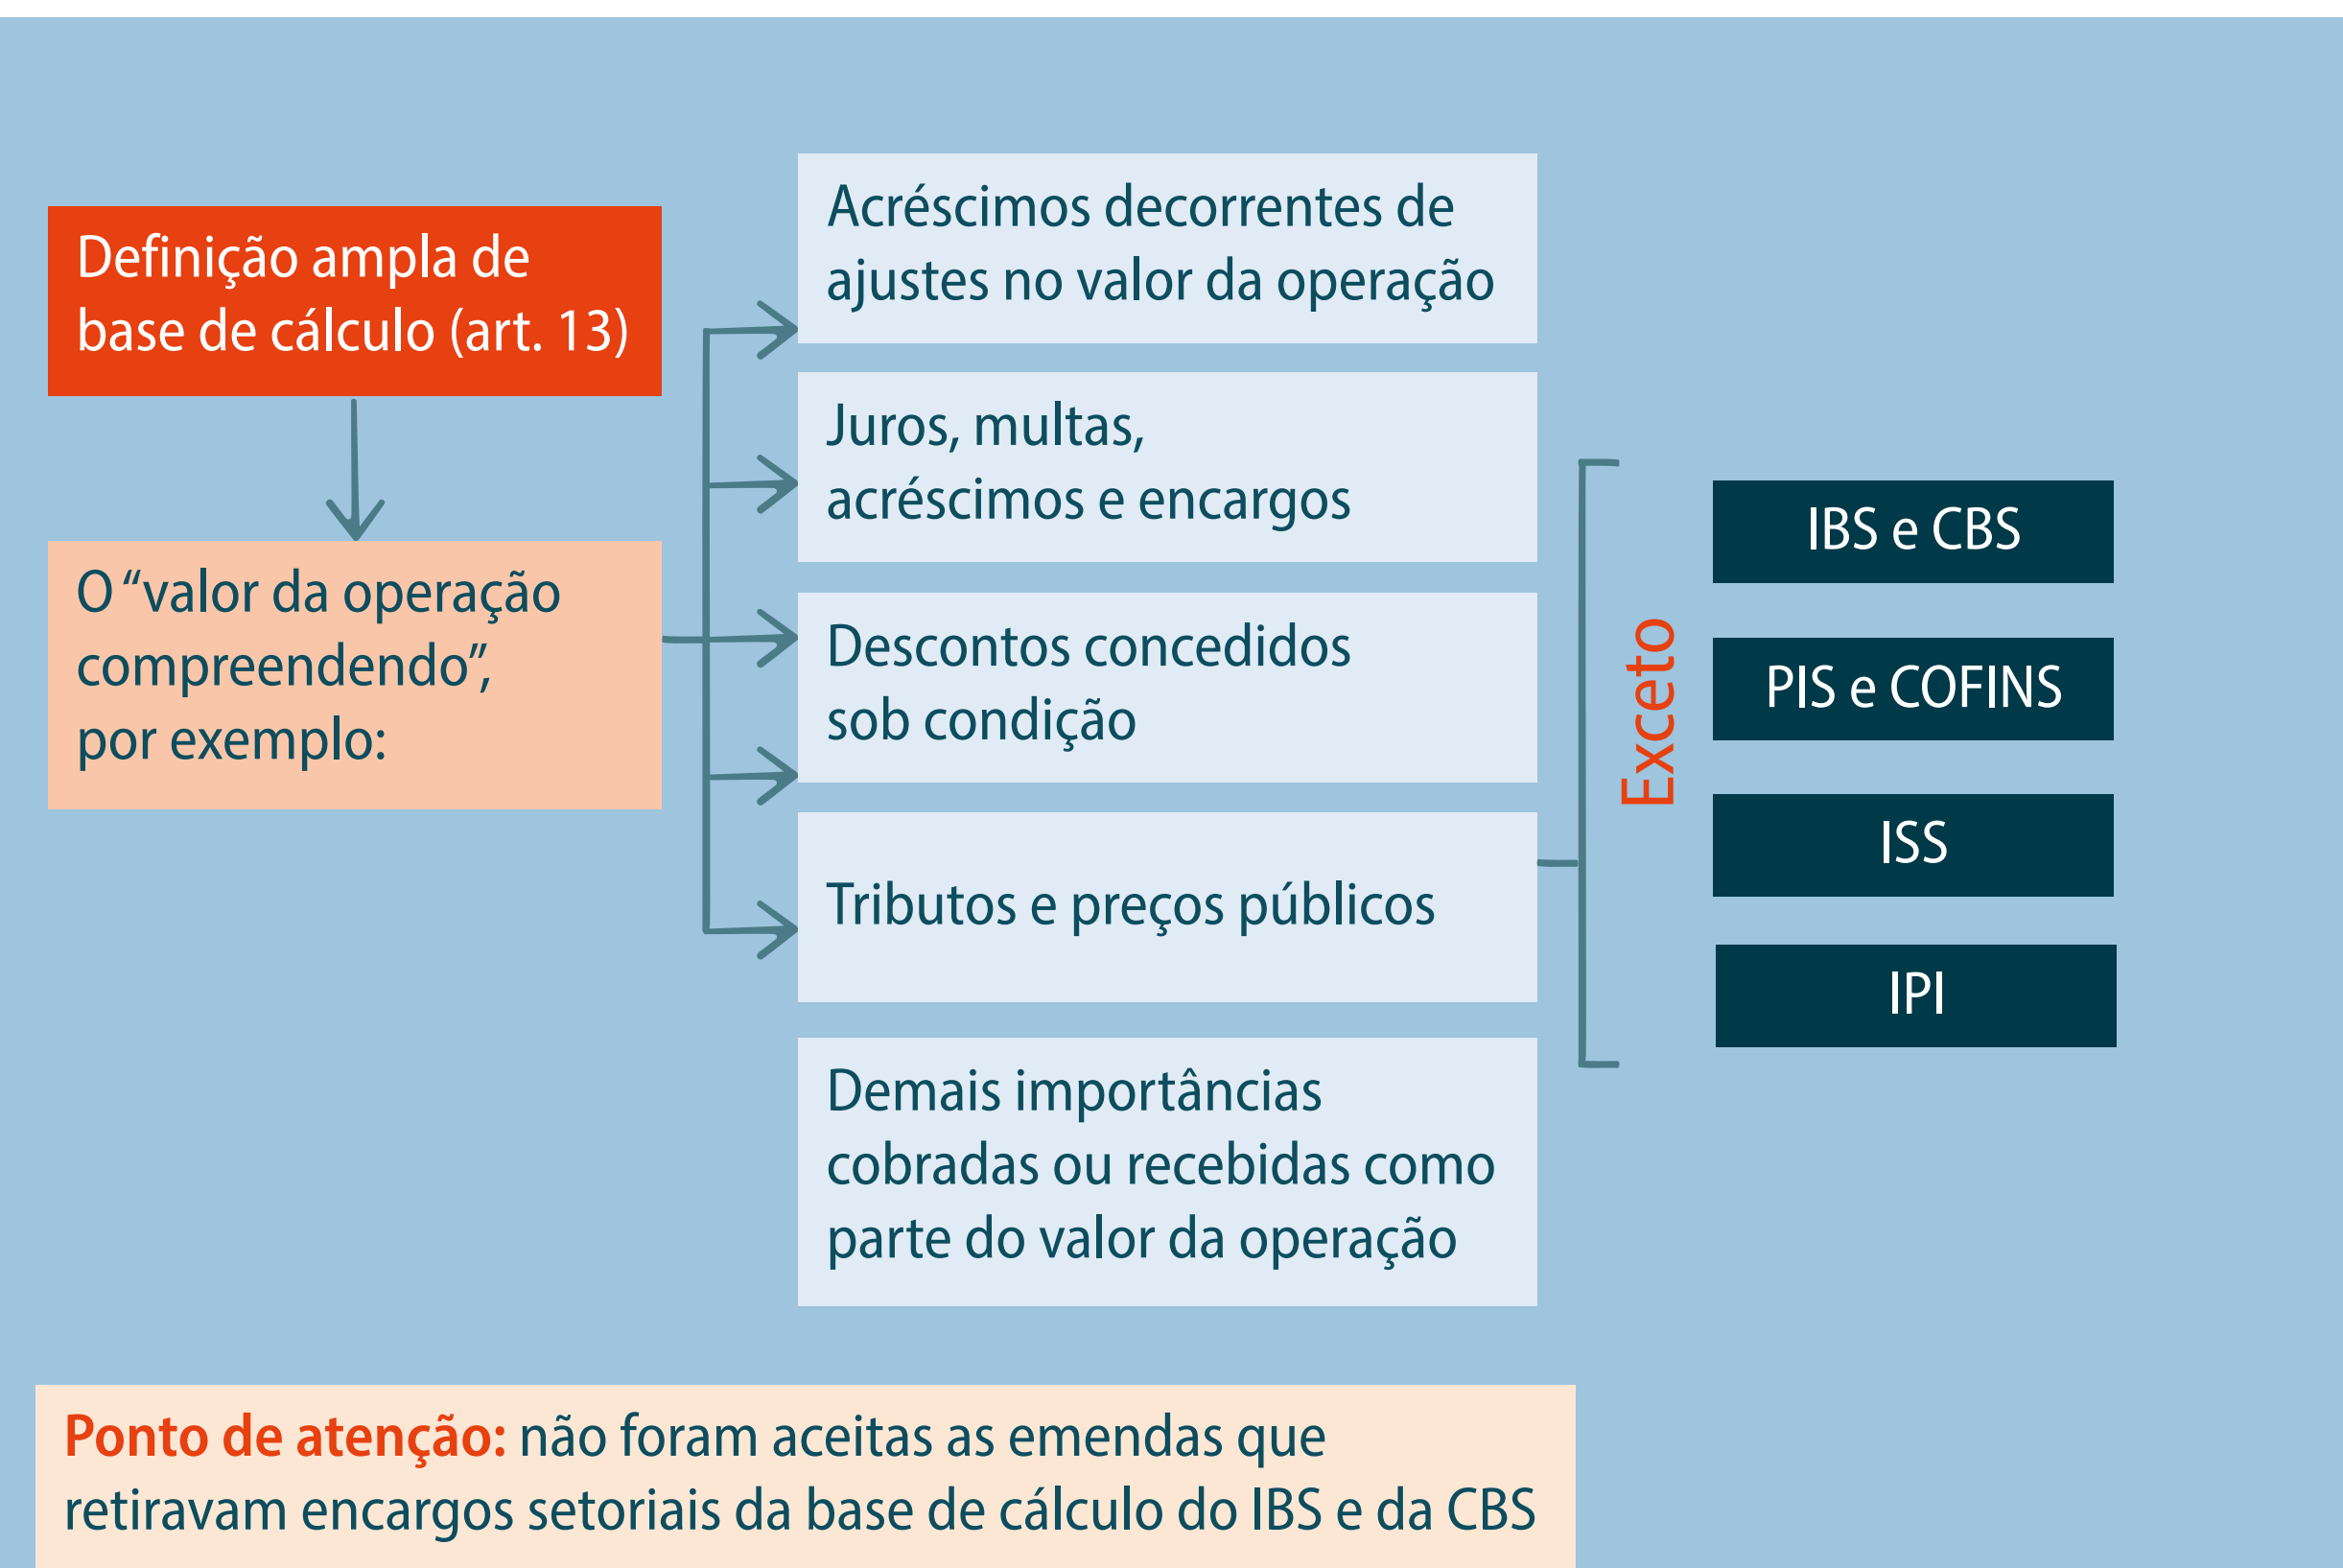 Definição ampla de
base de cálculo (art. 13)
O “valor da operação
compreendendo”,
por exemplo:
Acréscimos decorrentes de
ajustes no valor da operação
Juros, multas,
acréscimos e encargos
Descontos concedidos
sob condição
Tributos e preços públicos
Demais importâncias
cobradas ou recebidas como
parte do valor da operação
Exceto
IBS e CBS
PIS e COFINS
ISS
IPI
Ponto de atenção: não foram aceitas as emendas que
retiravam encargos setoriais da base de cálculo do IBS e da CBS